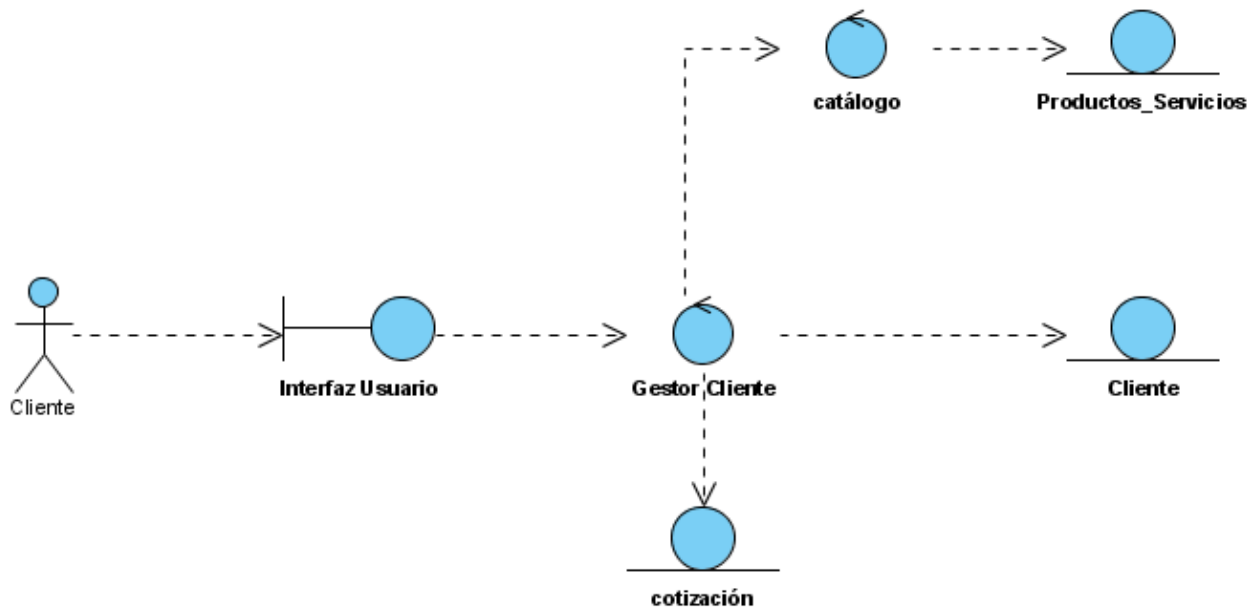 catálogo
Productos_Servicios
Cliente
Interfaz Usuario
Gestor Cliente
Cliente
cotización